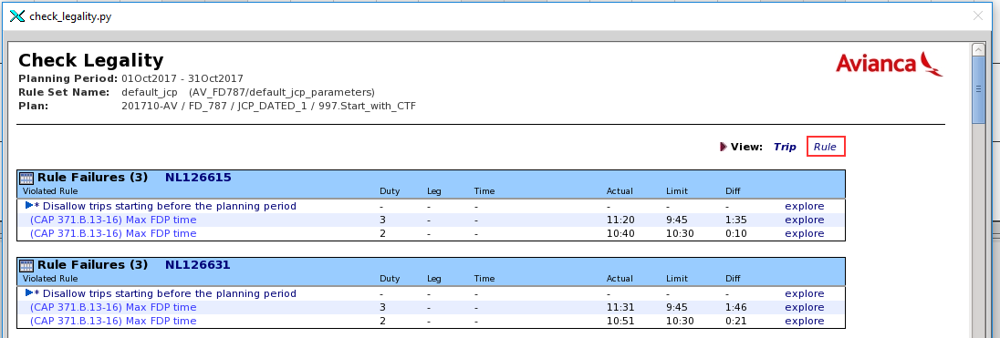 check_legality.py
Check Legality
Avianca
Planning Period: 01Oct2017 - 31Oct2017
Rule Set Name: default_jcp (AV_FD787/default_jcp_parameters)
Plan: 201710-AV / FD_787 / JCP_DATED_1 / 997.Start_with_CTF
View: Trip Rule
Rule Failures (3) NL126615
Violated Rule Duty Leg Time Actual Limit Diff
* Disallow trips starting before the planning period - - - - - - explore
(CAP 371.B.13-16) Max FDP time 3 - - 11:20 9:45 1:35 explore
(CAP 371.B.13-16) Max FDP time 2 - - 10:40 10:30 0:10 explore
Rule Failures (3) NL126631
Violated Rule Duty Leg Time Actual Limit Diff
* Disallow trips starting before the planning period - - - - - - explore
(CAP 371.B.13-16) Max FDP time 3 - - 11:31 9:45 1:46 explore
(CAP 371.B.13-16) Max FDP time 2 - - 10:51 10:30 0:21 explore